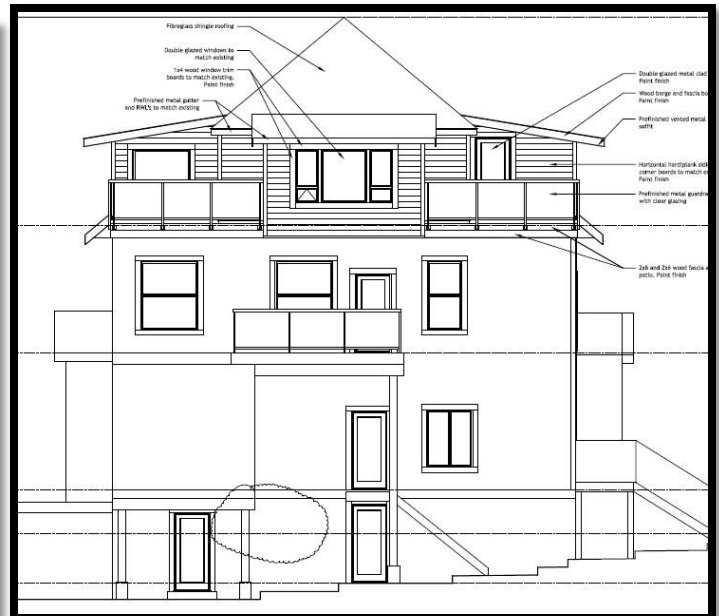 Fibreglass shingle roofing
Double glazed windows to
match existing
1x4 wood window trim
boards to match existing,
Paint finish
Prefinished metal gutter
and RWL's to match existing
Double glazed metal clad
Paint finish
Wood barge and fascia bo
Paint finish
Prefinished vented metal
soffit
Horizontal hardiplank sidi
corner boards to match ex
Paint finish
Prefinished metal guardra
with clear glazing
2x8 and 2x6 wood fascia a
patio. Paint finish